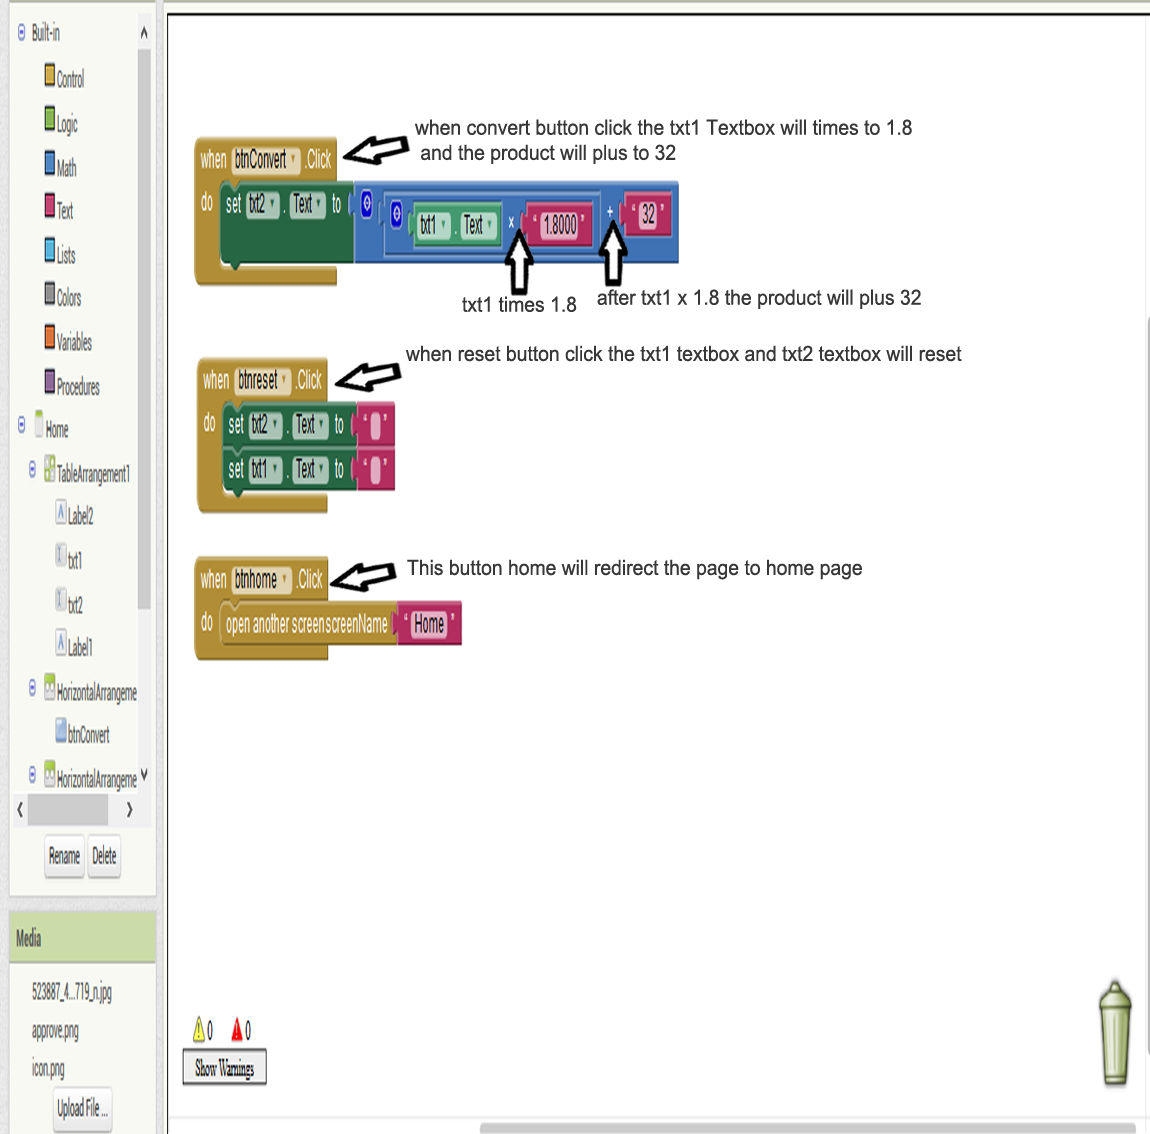 Built-in
Control
Logic
Math
Text
Lists
Colors
Variables
Procedures
Home
TableArrangement1
Label2
txt1
txt2
Label1
HorizontalArrangeme
btnConvert
HorizontalArrangeme
Rename Delete
Media
523887_4...719_n.jpg
approve.png
icon.png
Upload File ...
when convert button click the txt1 Textbox will times to 1.8
and the product will plus to 32
when btnConvert .Click
do set txt2 . Text to txt1 . Text x " 1.8000 " + " 32 "
txt1 times 1.8
after txt1 x 1.8 the product will plus 32
when reset button click the txt1 textbox and txt2 textbox will reset
when btnreset .Click
do set txt2 . Text to " "
set txt1 . Text to " "
This button home will redirect the page to home page
when btnhome .Click
do open another screen screenName " Home "
0 0
Show Warnings